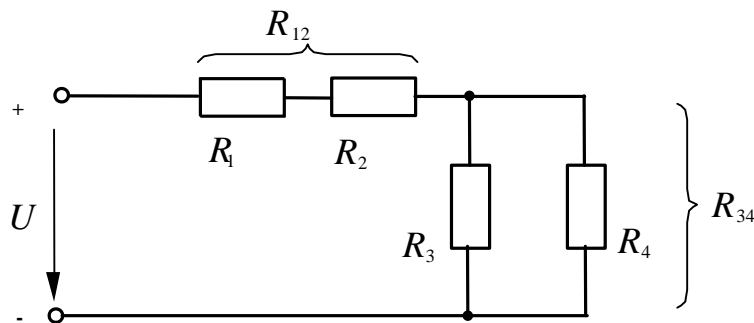 R₁₂
+
R₁ R₂
U
R₃ R₄ R₃₄
-